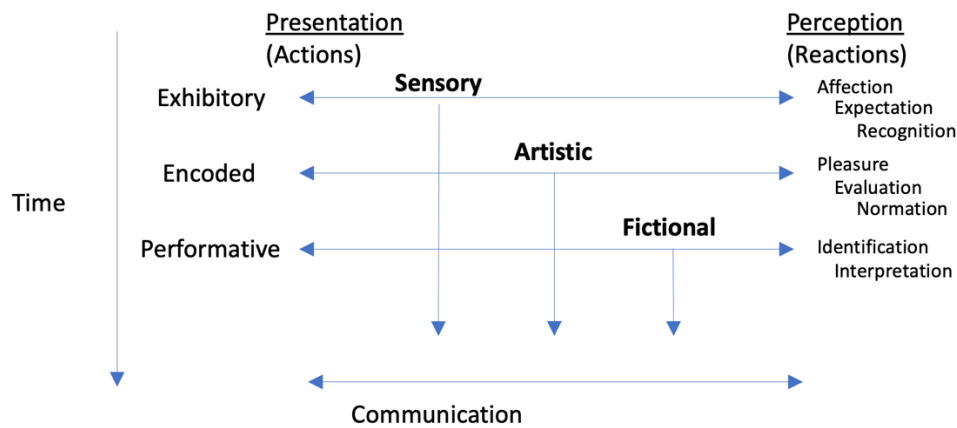 Presentation
(Actions)
Perception
(Reactions)
Exhibitory
Sensory
Affection
Expectation
Recognition
Encoded
Artistic
Pleasure
Evaluation
Normation
Time
Performative
Fictional
Identification
Interpretation
Communication